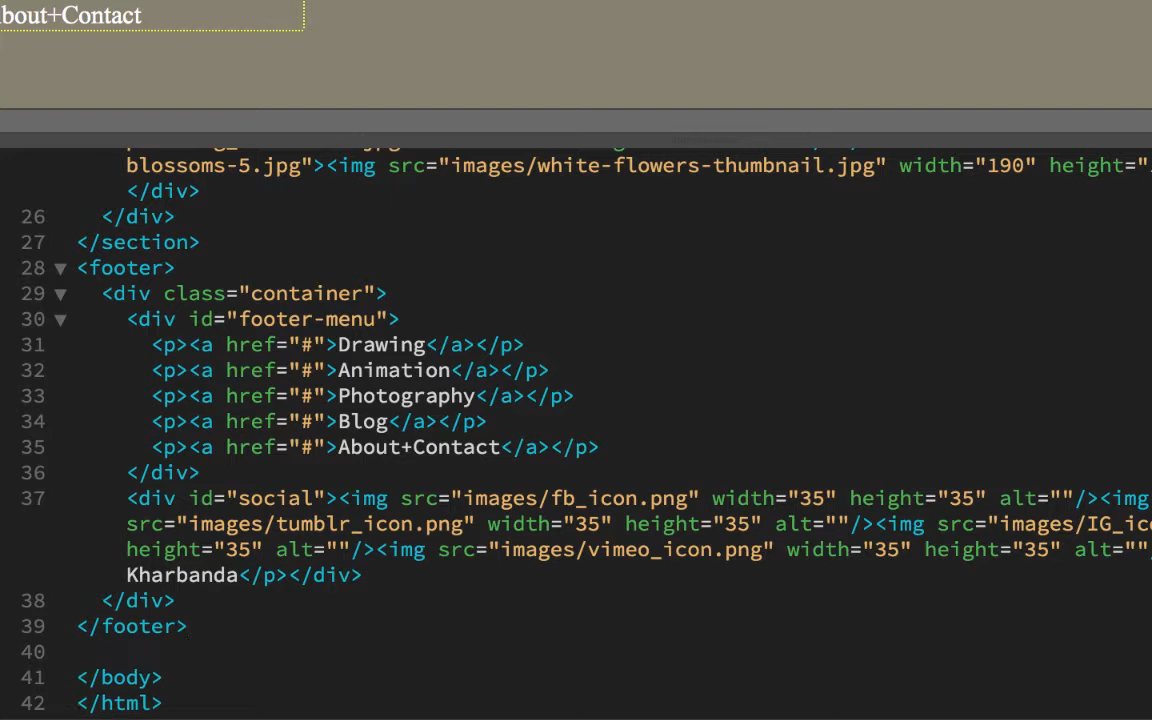 bout+Contact
blossoms-5.jpg"><img src="images/white-flowers-thumbnail.jpg" width="190" height="
</div>
26 </div>
27 </section>
28 ▼ <footer>
29 ▼ <div class="container">
30 ▼ <div id="footer-menu">
31 <p><a href="#">Drawing</a></p>
32 <p><a href="#">Animation</a></p>
33 <p><a href="#">Photography</a></p>
34 <p><a href="#">Blog</a></p>
35 <p><a href="#">About+Contact</a></p>
36 </div>
37 <div id="social"><img src="images/fb_icon.png" width="35" height="35" alt=""/><img
src="images/tumblr_icon.png" width="35" height="35" alt=""/><img src="images/IG_ic
height="35" alt=""/><img src="images/vimeo_icon.png" width="35" height="35" alt=""
Kharbanda</p></div>
38 </div>
39 </footer>
40
41 </body>
42 </html>